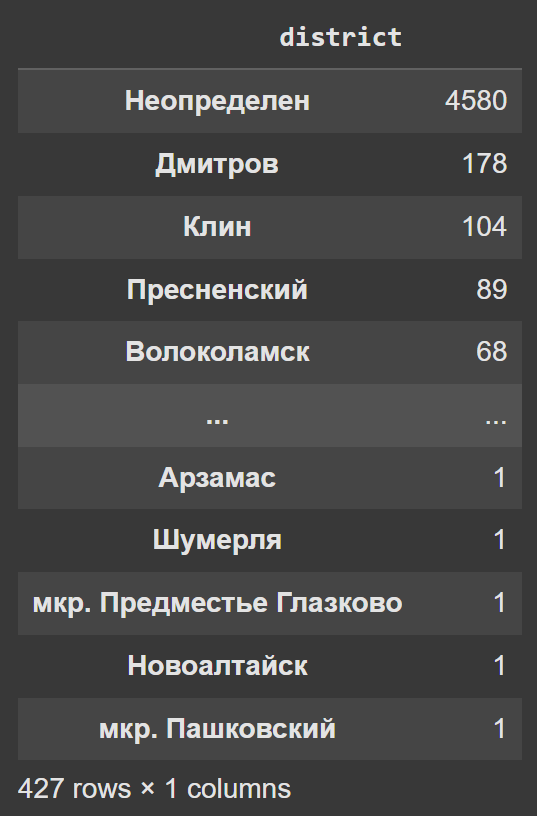 district
Неопределен 4580
Дмитров 178
Клин 104
Пресненский 89
Волоколамск 68
... ...
Арзамас 1
Шумерля 1
мкр. Предместье Глазково 1
Новоалтайск 1
мкр. Пашковский 1
427 rows × 1 columns